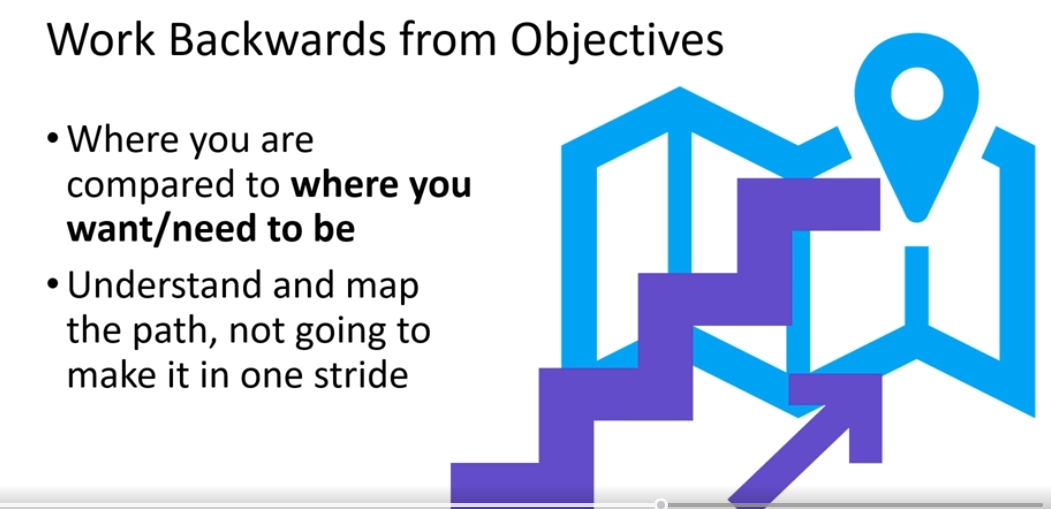 Work Backwards from Objectives
• Where you are
compared to where you
want/need to be
• Understand and map
the path, not going to
make it in one stride